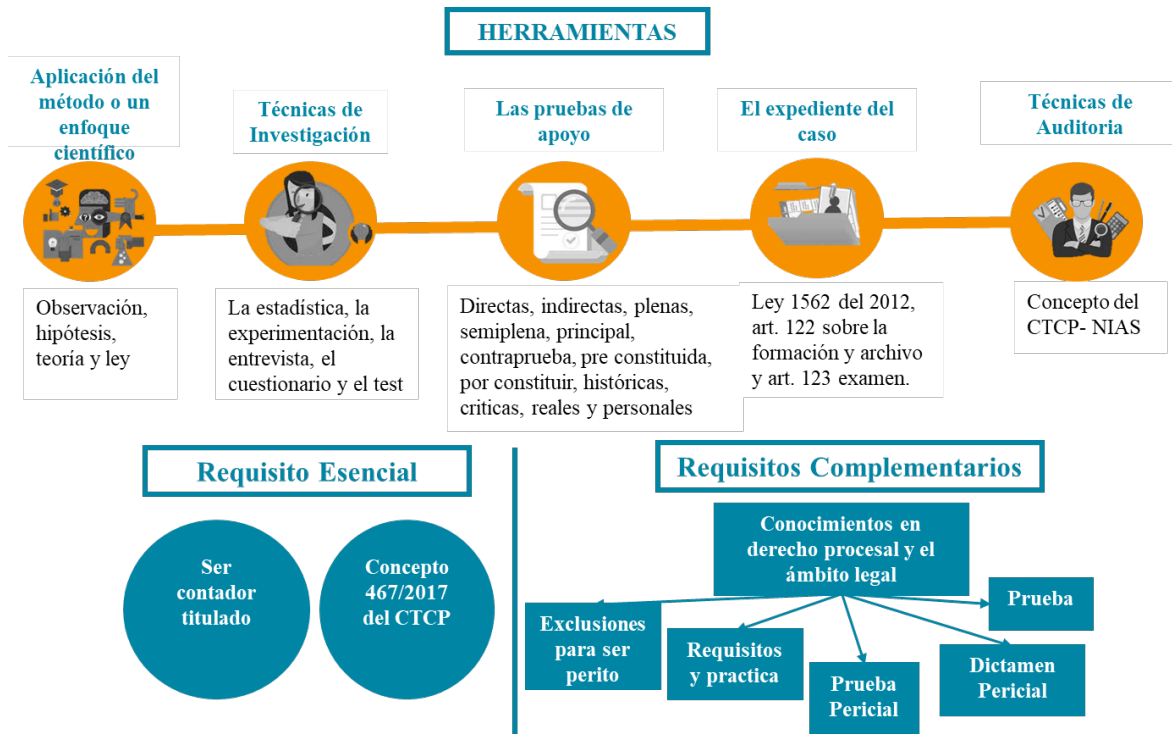 HERRAMIENTAS
Aplicación del
método o un
enfoque
científico
Técnicas de
Investigación
Las pruebas de
apoyo
El expediente del
caso
Técnicas de
Auditoria
Observación,
hipótesis,
teoría y ley
La estadística, la
experimentación, la
entrevista, el
cuestionario y el test
Directas, indirectas, plenas,
semiplena, principal,
contraprueba, pre constituida,
por constituir, históricas,
criticas, reales y personales
Ley 1562 del 2012,
art. 122 sobre la
formación y archivo
y art. 123 examen.
Concepto del
CTCP- NIAS
Requisito Esencial
Ser
contador
titulado
Concepto
467/2017
del CTCP
Requisitos Complementarios
Conocimientos en
derecho procesal y el
ámbito legal
Exclusiones
para ser
perito
Requisitos
y practica
Prueba
Pericial
Dictamen
Pericial
Prueba